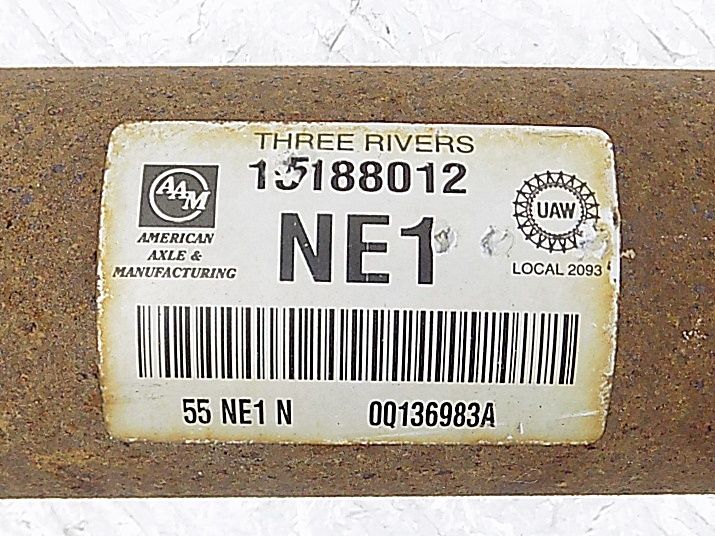 THREE RIVERS
15188012
AAM
AMERICAN
AXLE &
MANUFACTURING
NE1
UAW
LOCAL 2093
55 NE1 N 0Q136983A